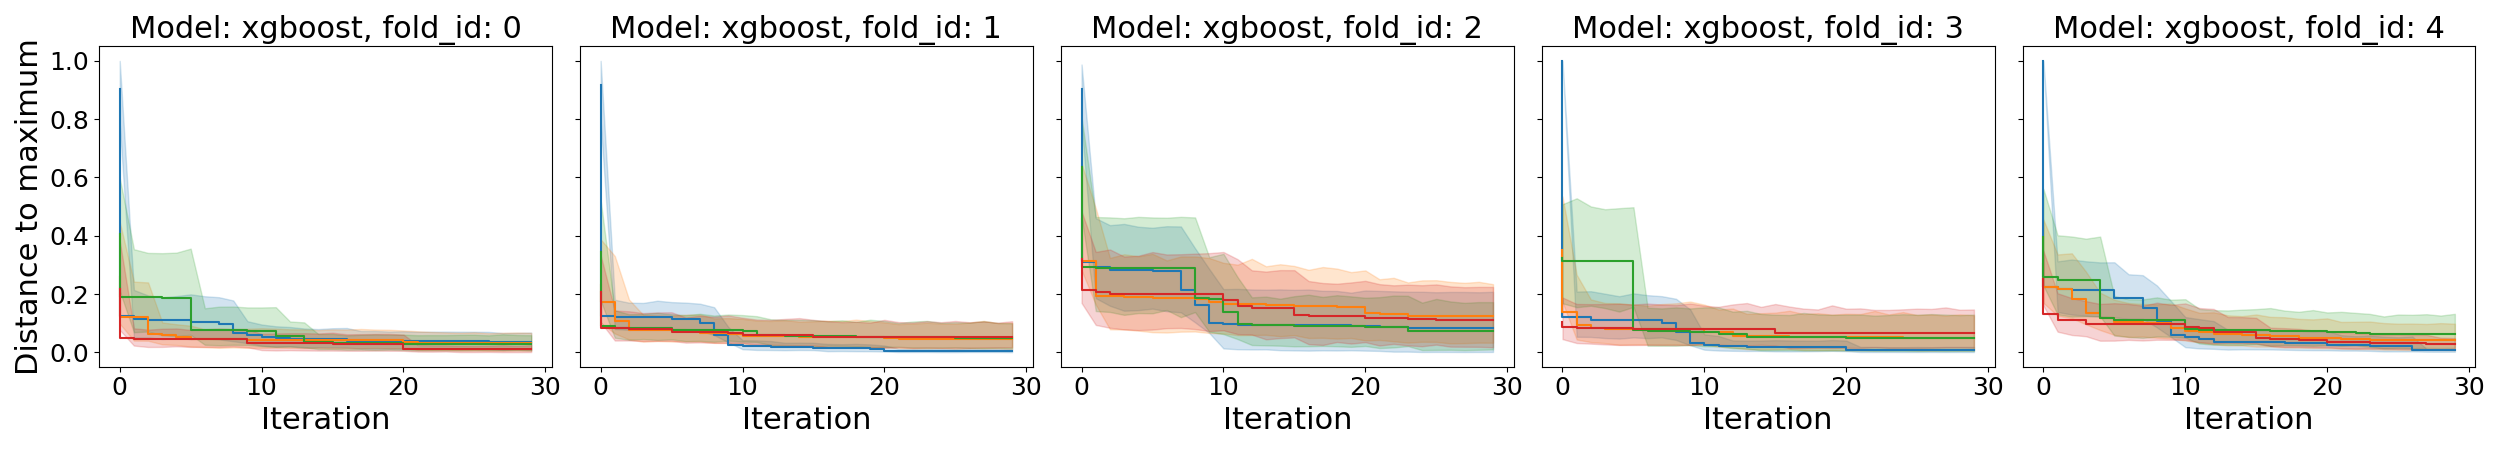 Model: xgboost, fold_id: 0
Model: xgboost, fold_id: 1
Model: xgboost, fold_id: 2
Model: xgboost, fold_id: 3
Model: xgboost, fold_id: 4
Distance to maximum
1.0
0.8
0.6
0.4
0.2
0.0
0 10 20 30
0 10 20 30
0 10 20 30
0 10 20 30
0 10 20 30
Iteration
Iteration
Iteration
Iteration
Iteration